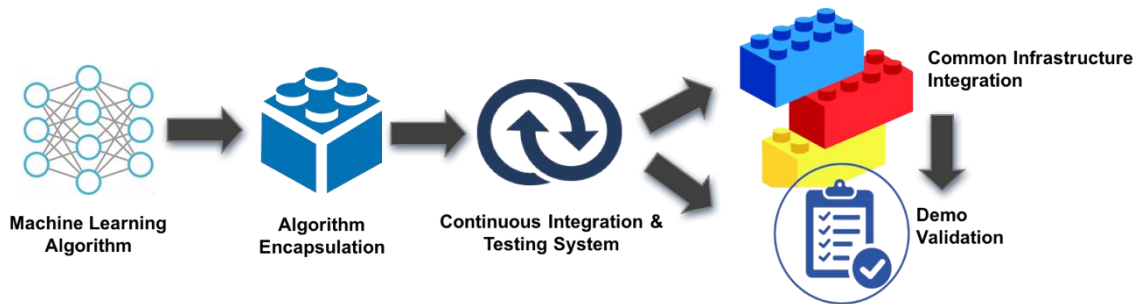 Machine Learning
Algorithm
Algorithm
Encapsulation
Continuous Integration &
Testing System
Common Infrastructure
Integration
Demo
Validation